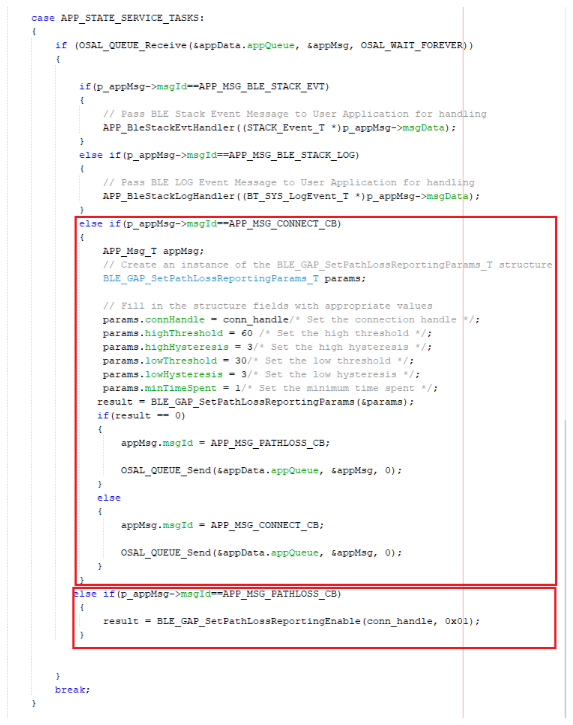 case APP_STATE_SERVICE_TASKS:
{
if (OSAL_QUEUE_Receive(&appData.appQueue, &appMsg, OSAL_WAIT_FOREVER))
{
if(p_appMsg->msgId==APP_MSG_BLE_STACK_EVT)
{
// Pass BLE Stack Event Message to User Application for handling
APP_BleStackEvtHandler((STACK_Event_T *)p_appMsg->msgData);
}
else if(p_appMsg->msgId==APP_MSG_BLE_STACK_LOG)
{
// Pass BLE LOG Event Message to User Application for handling
APP_BleStackLogHandler((BT_SYS_LogEvent_T *)p_appMsg->msgData);
}
else if(p_appMsg->msgId==APP_MSG_CONNECT_CB)
{
APP_Msg_T appMsg;
// Create an instance of the BLE_GAP_SetPathLossReportingParams_T structure
BLE_GAP_SetPathLossReportingParams_T params;
// Fill in the structure fields with appropriate values
params.connHandle = conn_handle/* Set the connection handle */;
params.highThreshold = 60 /* Set the high threshold */;
params.highHysteresis = 3/* Set the high hysteresis */;
params.lowThreshold = 30/* Set the low threshold */;
params.lowHysteresis = 3/* Set the low hysteresis */;
params.minTimeSpent = 1/* Set the minimum time spent */;
result = BLE_GAP_SetPathLossReportingParams(&params);
if(result == 0)
{
appMsg.msgId = APP_MSG_PATHLOSS_CB;
OSAL_QUEUE_Send(&appData.appQueue, &appMsg, 0);
}
else
{
appMsg.msgId = APP_MSG_CONNECT_CB;
OSAL_QUEUE_Send(&appData.appQueue, &appMsg, 0);
}
}
else if(p_appMsg->msgId==APP_MSG_PATHLOSS_CB)
{
result = BLE_GAP_SetPathLossReportingEnable(conn_handle, 0x01);
}
}
break;
}